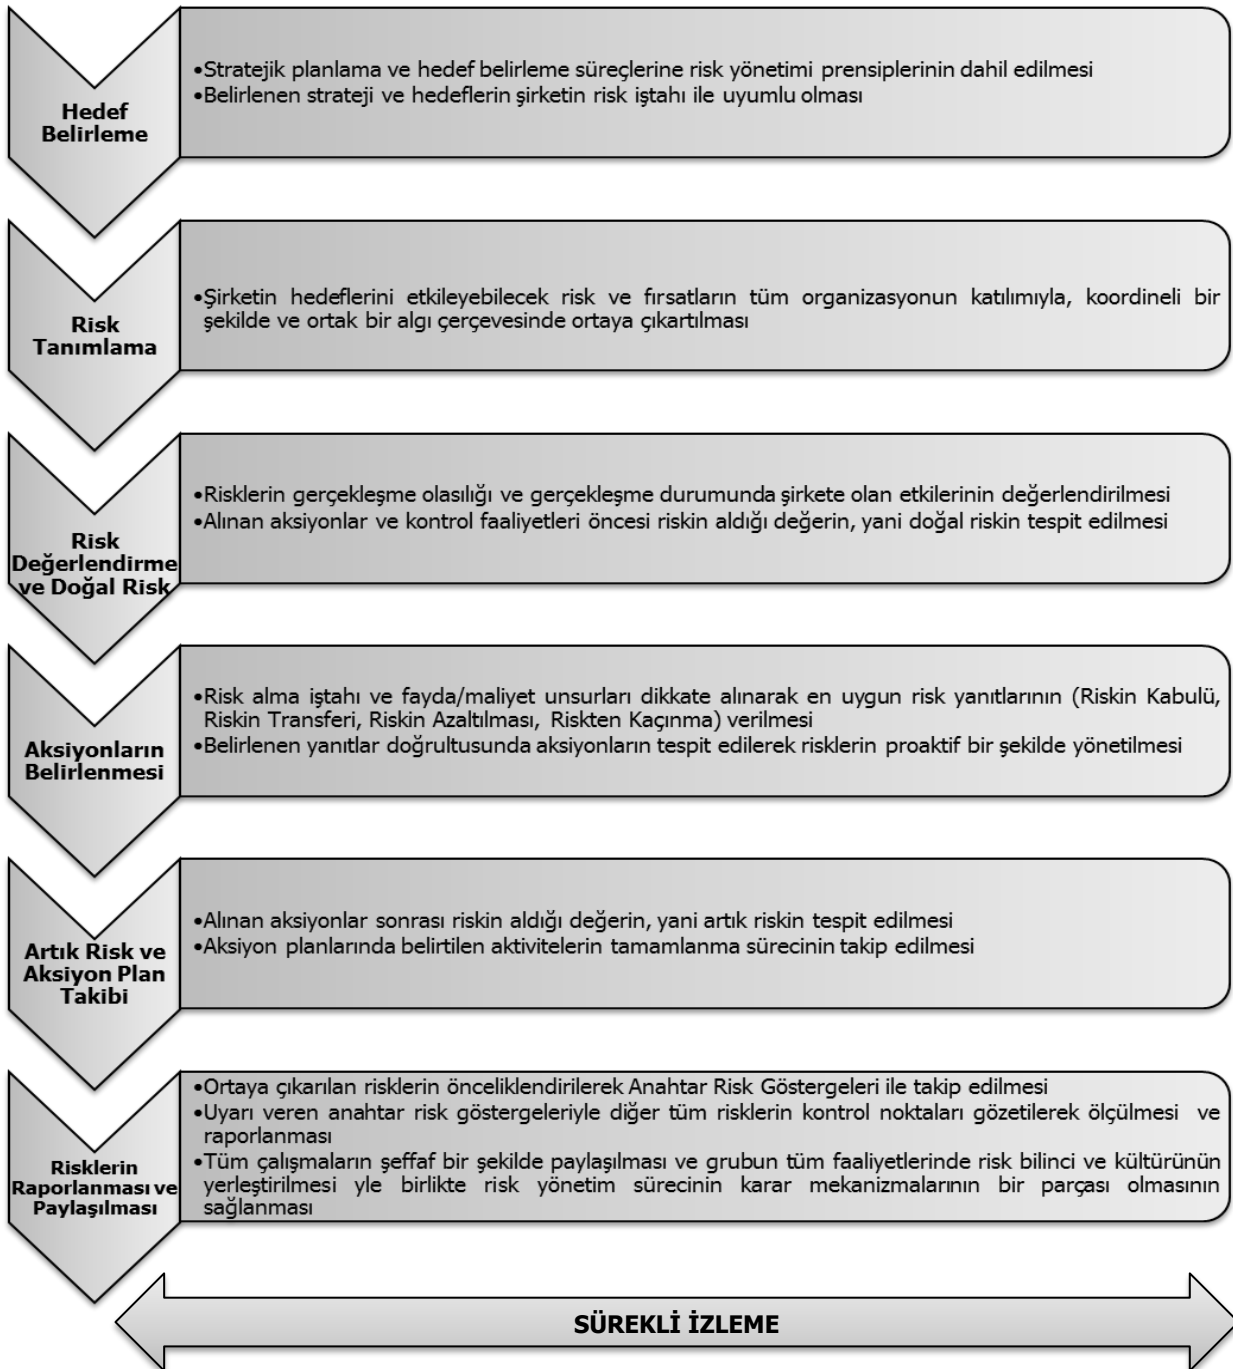 Hedef
Belirleme
•Stratejik planlama ve hedef belirleme süreçlerine risk yönetimi prensiplerinin dahil edilmesi
•Belirlenen strateji ve hedeflerin şirketin risk iştahı ile uyumlu olması
Risk
Tanımlama
•Şirketin hedeflerini etkileyebilecek risk ve fırsatların tüm organizasyonun katılımıyla, koordineli bir
şekilde ve ortak bir algı çerçevesinde ortaya çıkartılması
Risk
Değerlendirme
ve Doğal Risk
•Risklerin gerçekleşme olasılığı ve gerçekleşme durumunda şirkete olan etkilerinin değerlendirilmesi
•Alınan aksiyonlar ve kontrol faaliyetleri öncesi riskin aldığı değerin, yani doğal riskin tespit edilmesi
Aksiyonların
Belirlenmesi
•Risk alma iştahı ve fayda/maliyet unsurları dikkate alınarak en uygun risk yanıtlarının (Riskin Kabulü,
Riskin Transferi, Riskin Azaltılması, Riskten Kaçınma) verilmesi
•Belirlenen yanıtlar doğrultusunda aksiyonların tespit edilerek risklerin proaktif bir şekilde yönetilmesi
Artık Risk ve
Aksiyon Plan
Takibi
•Alınan aksiyonlar sonrası riskin aldığı değerin, yani artık riskin tespit edilmesi
•Aksiyon planlarında belirtilen aktivitelerin tamamlanma sürecinin takip edilmesi
Risklerin
Raporlanması ve
Paylaşılması
•Ortaya çıkarılan risklerin önceliklendirilerek Anahtar Risk Göstergeleri ile takip edilmesi
•Uyarı veren anahtar risk göstergeleriyle diğer tüm risklerin kontrol noktaları gözetilerek ölçülmesi ve
raporlanması
•Tüm çalışmaların şeffaf bir şekilde paylaşılması ve grubun tüm faaliyetlerinde risk bilinci ve kültürünün
yerleştirilmesi yle birlikte risk yönetim sürecinin karar mekanizmalarının bir parçası olmasının
sağlanması
SÜREKLİ İZLEME